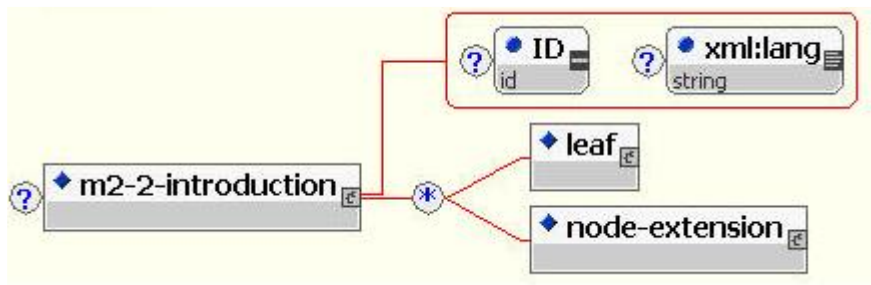 ? ID ? xml:lang
id string
? m2-2-introduction * leaf
node-extension